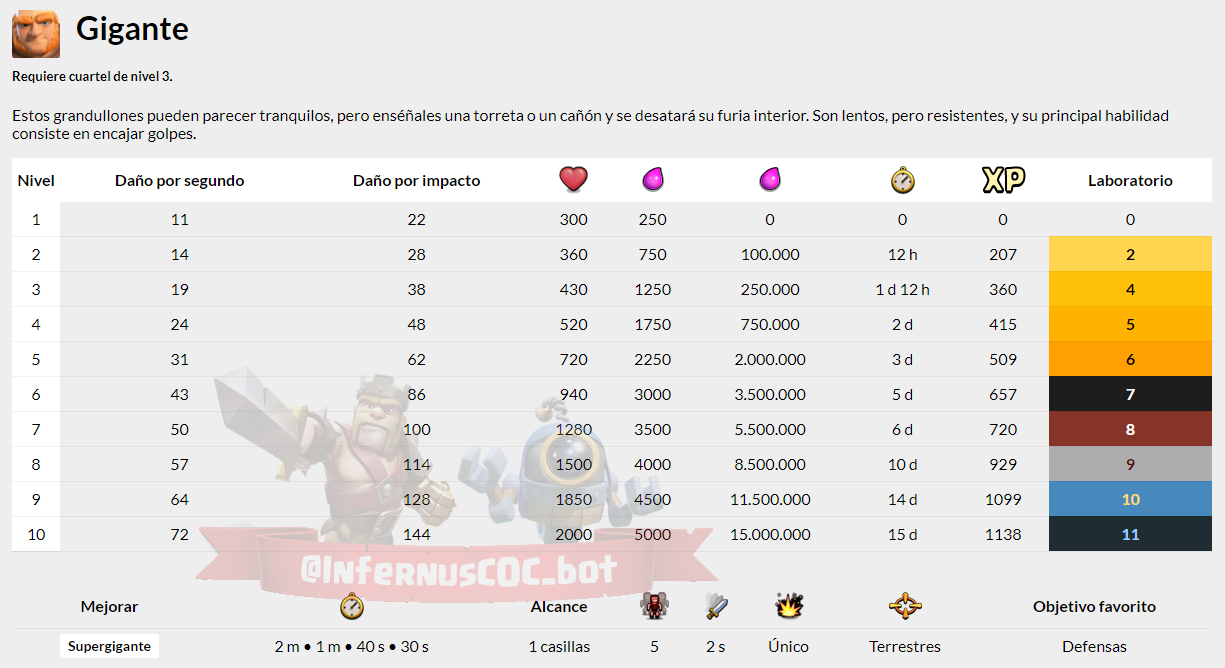 Gigante
Requiere cuartel de nivel 3.
Estos grandullones pueden parecer tranquilos, pero enséñales una torreta o un cañón y se desatará su furia interior. Son lentos, pero resistentes, y su principal habilidad
consiste en encajar golpes.
Nivel Daño por segundo Daño por impacto XP Laboratorio
1 11 22 300 250 0 0 0 0
2 14 28 360 750 100.000 12 h 207 2
3 19 38 430 1250 250.000 1 d 12 h 360 4
4 24 48 520 1750 750.000 2 d 415 5
5 31 62 720 2250 2.000.000 3 d 509 6
6 43 86 940 3000 3.500.000 5 d 657 7
7 50 100 1280 3500 5.500.000 6 d 720 8
8 57 114 1500 4000 8.500.000 10 d 929 9
9 64 128 1850 4500 11.500.000 14 d 1099 10
10 72 144 2000 5000 15.000.000 15 d 1138 11
@InfernusCOC_bot
Mejorar Alcance Objetivo favorito
Supergigante 2 m • 1 m • 40 s • 30 s 1 casillas 5 2 s Único Terrestres Defensas